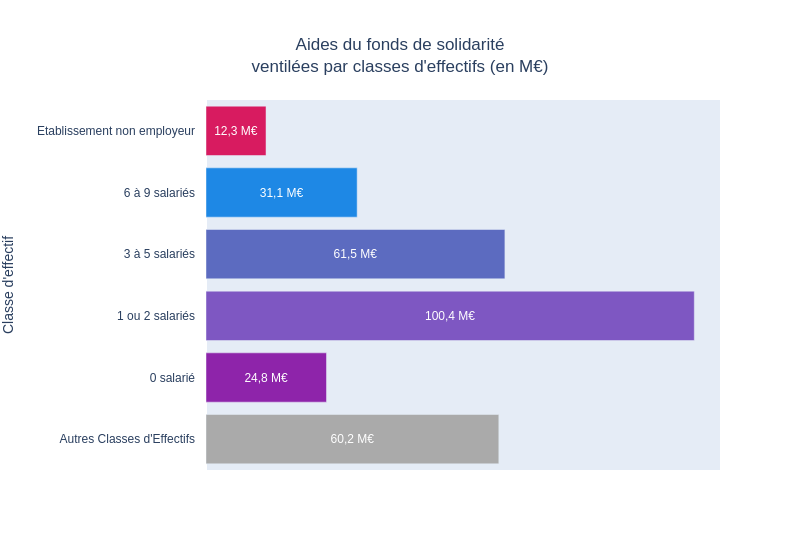 Aides du fonds de solidarité
ventilées par classes d'effectifs (en M€)
Classe d'effectif
Etablissement non employeur
12,3 M€
6 à 9 salariés
31,1 M€
3 à 5 salariés
61,5 M€
1 ou 2 salariés
100,4 M€
0 salarié
24,8 M€
Autres Classes d'Effectifs
60,2 M€